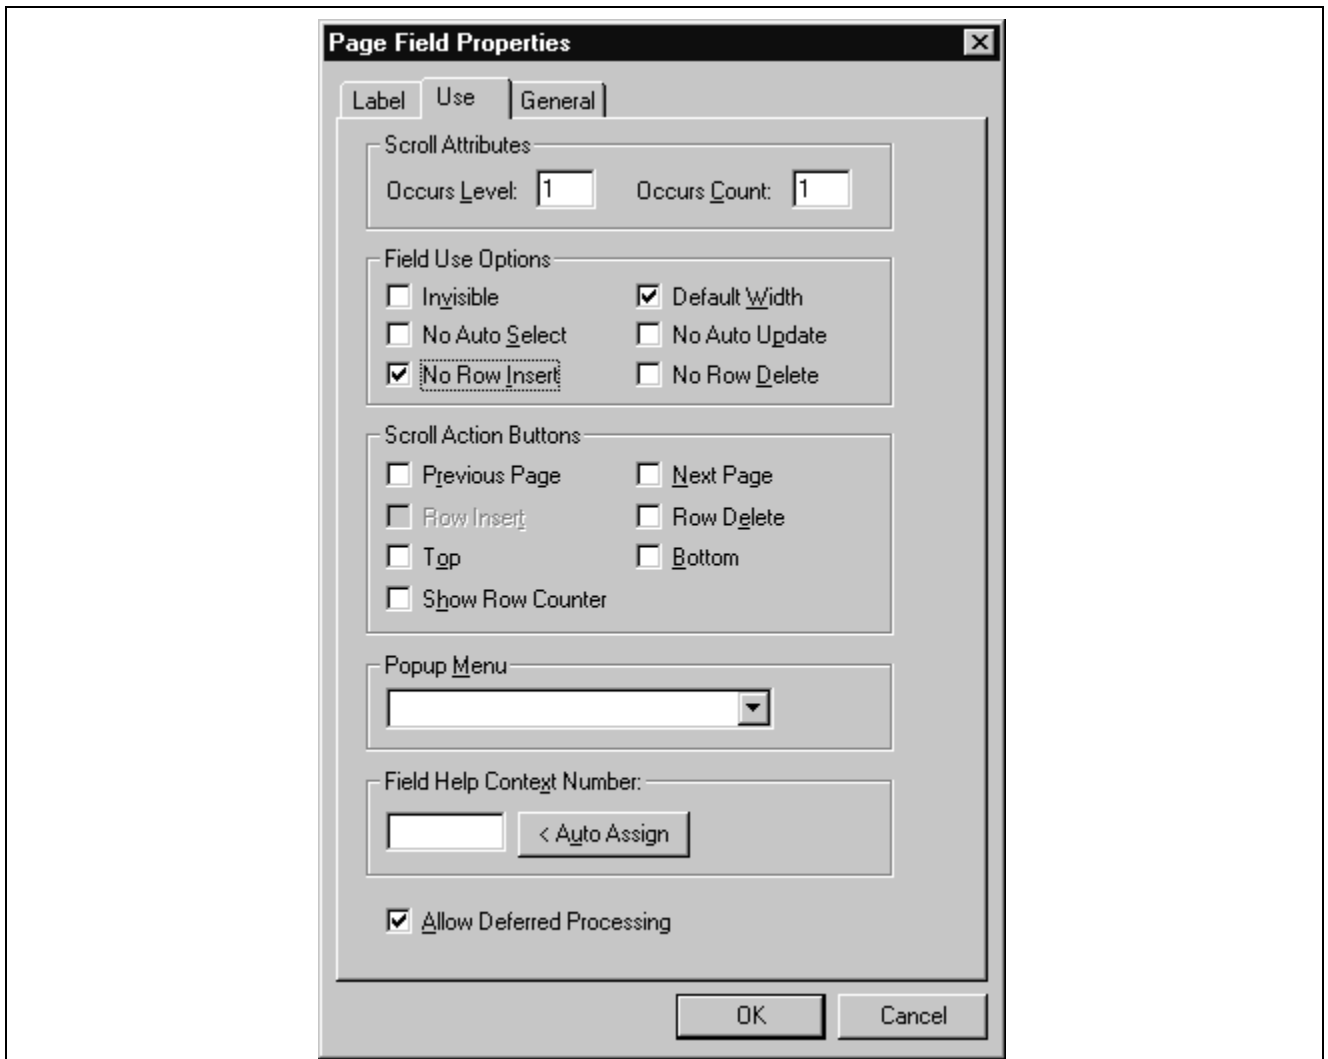 Page Field Properties
Label Use General
Scroll Attributes
Occurs Level: 1 Occurs Count: 1
Field Use Options
Invisible Default Width
No Auto Select No Auto Update
No Row Insert No Row Delete
Scroll Action Buttons
Previous Page Next Page
Row Insert Row Delete
Top Bottom
Show Row Counter
Popup Menu
Field Help Context Number:
< Auto Assign
Allow Deferred Processing
OK Cancel